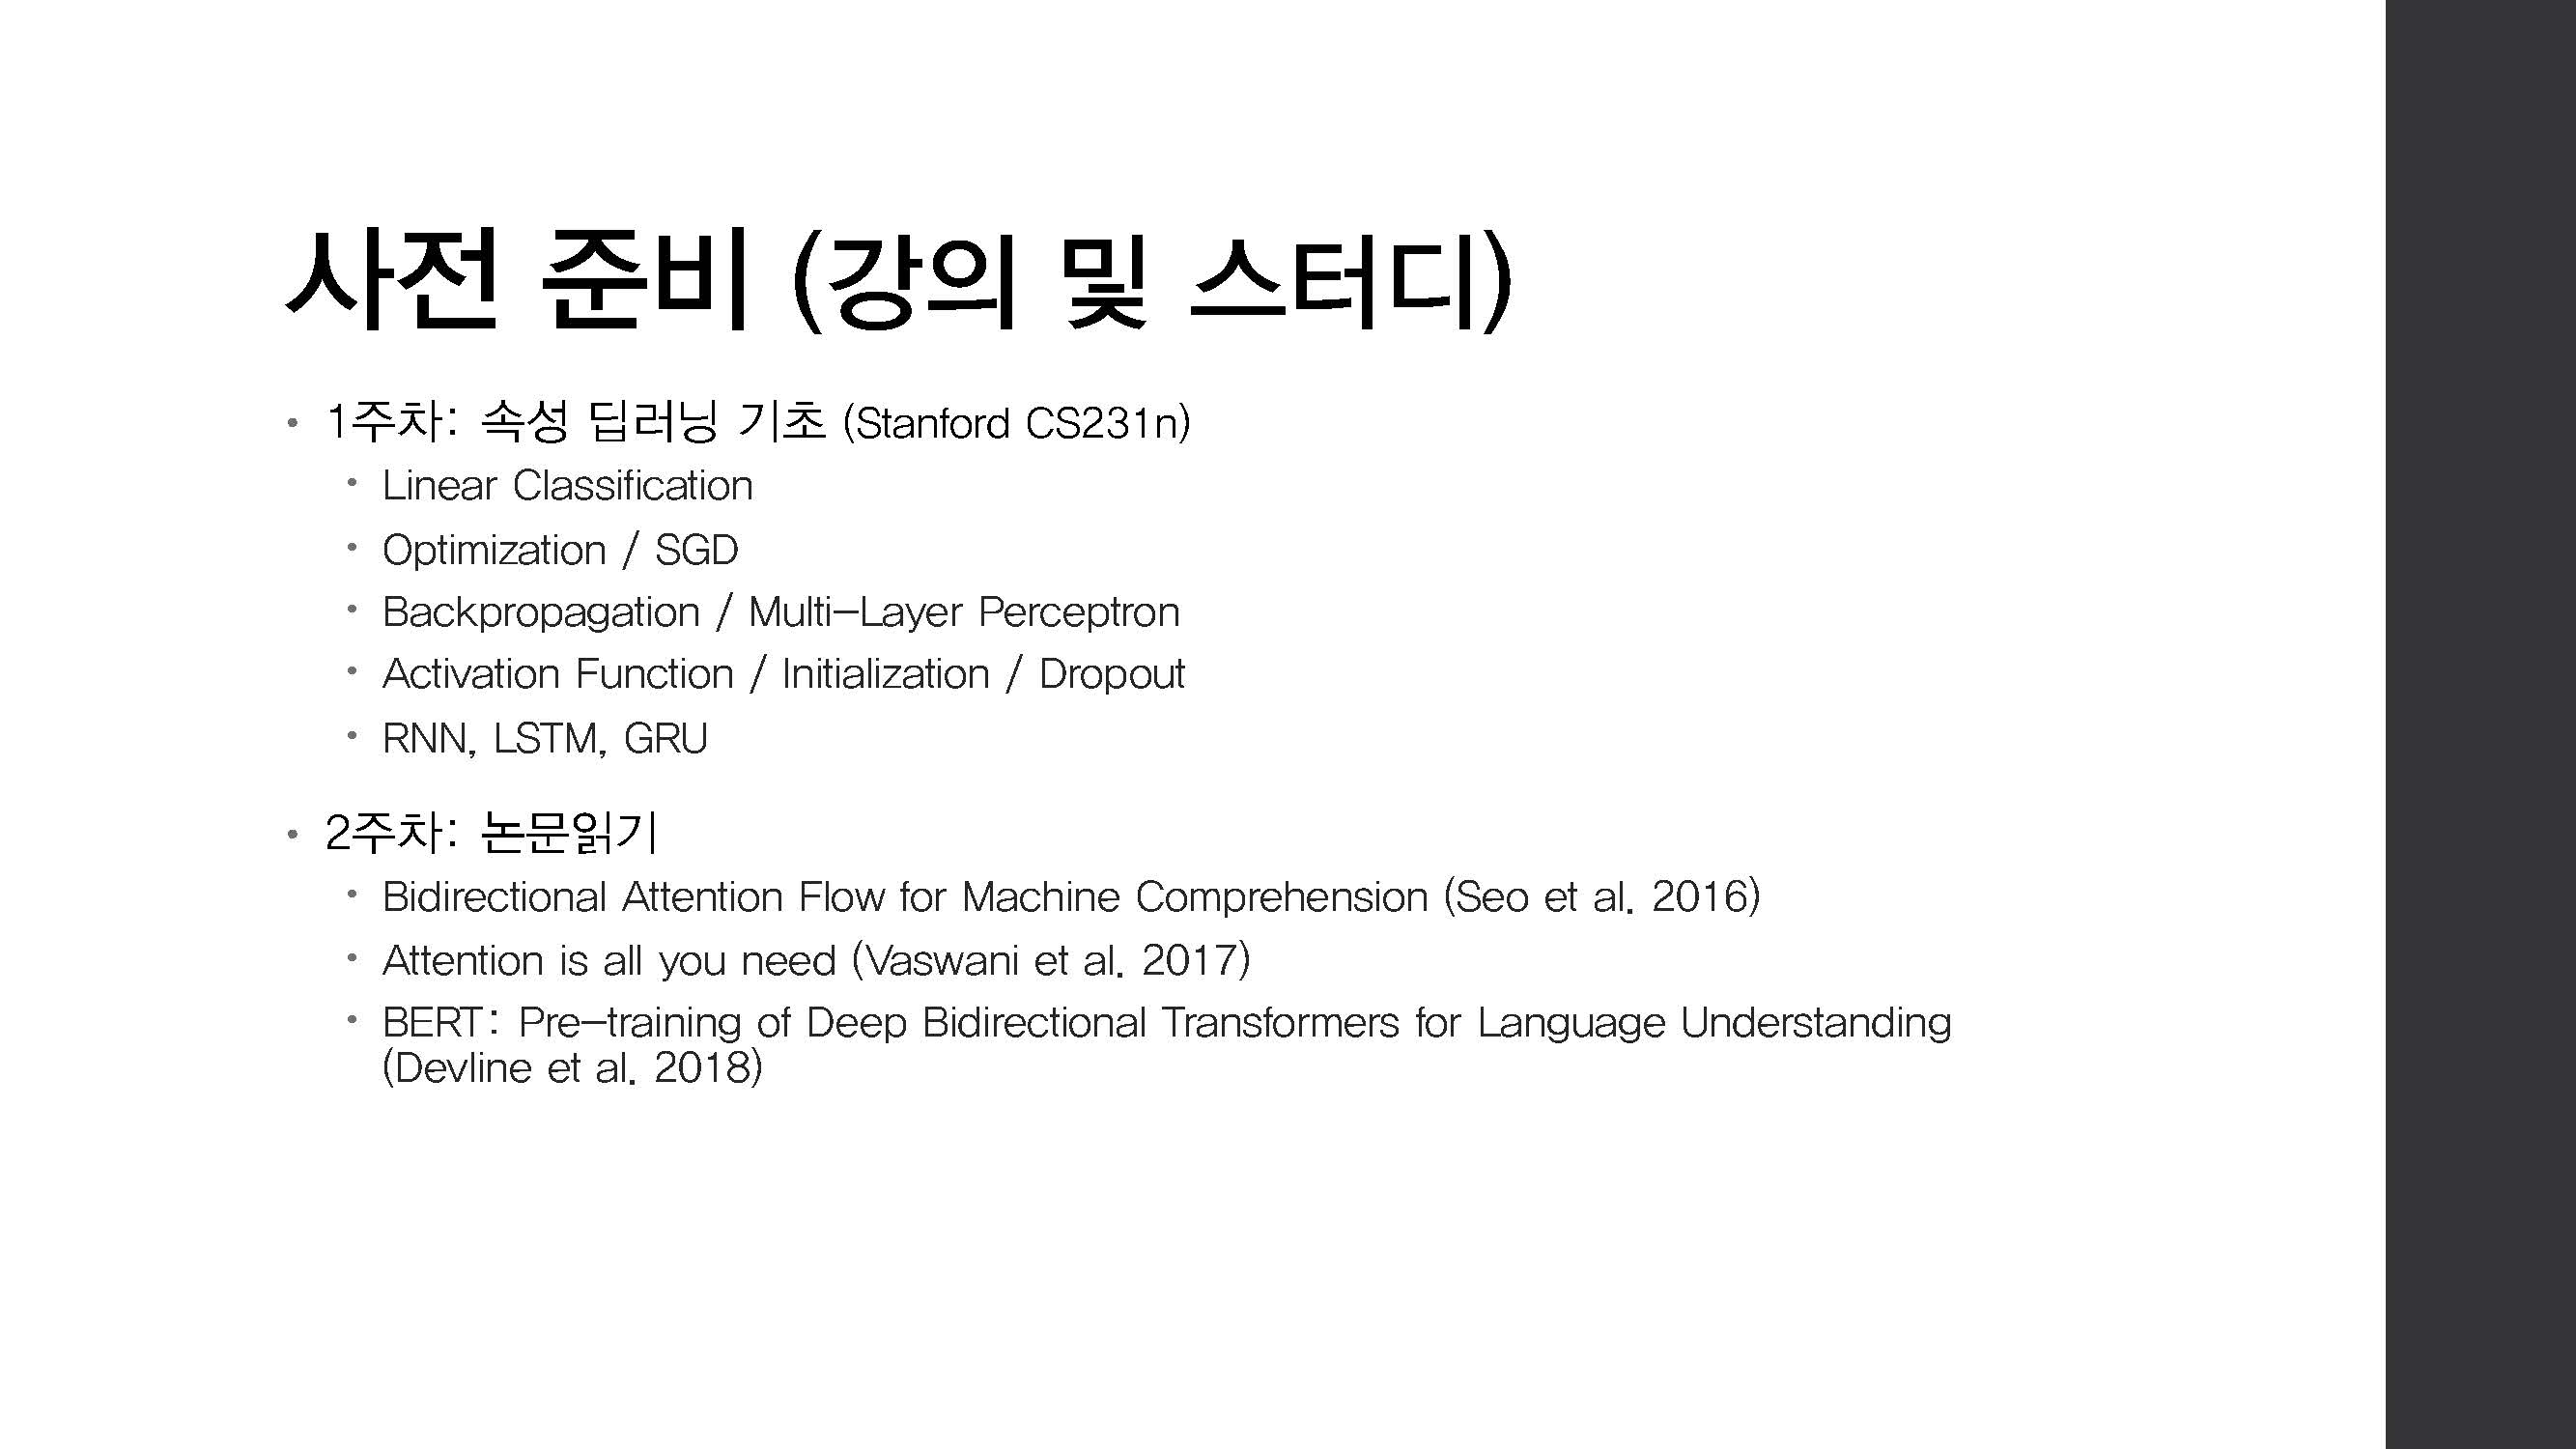 사전 준비 (강의 및 스터디)
• 1주차: 속성 딥러닝 기초 (Stanford CS231n)
• Linear Classification
• Optimization / SGD
• Backpropagation / Multi-Layer Perceptron
• Activation Function / Initialization / Dropout
• RNN, LSTM, GRU
• 2주차: 논문읽기
• Bidirectional Attention Flow for Machine Comprehension (Seo et al. 2016)
• Attention is all you need (Vaswani et al. 2017)
• BERT: Pre-training of Deep Bidirectional Transformers for Language Understanding
(Devline et al. 2018)